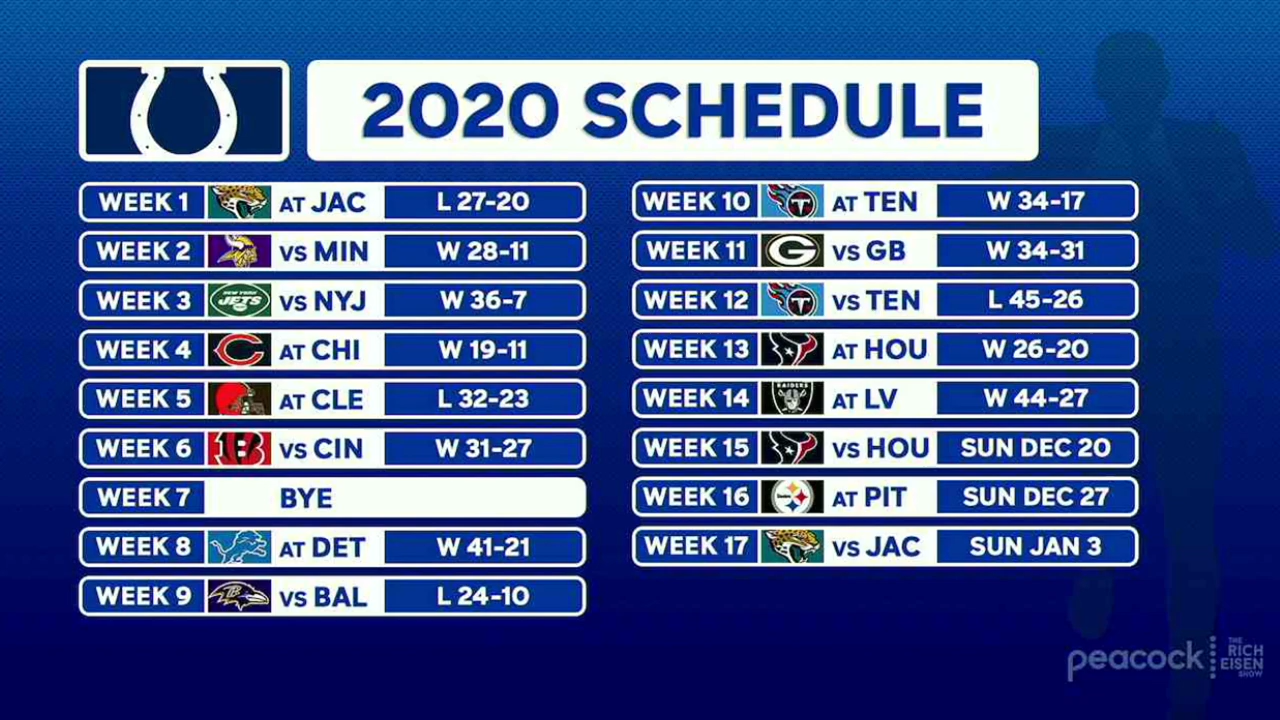 2020 SCHEDULE
WEEK 1 AT JAC L 27-20
WEEK 2 VS MIN W 28-11
WEEK 3 NEW YORK JETS VS NYJ W 36-7
WEEK 4 AT CHI W 19-11
WEEK 5 AT CLE L 32-23
WEEK 6 VS CIN W 31-27
WEEK 7 BYE
WEEK 8 AT DET W 41-21
WEEK 9 VS BAL L 24-10
WEEK 10 AT TEN W 34-17
WEEK 11 VS GB W 34-31
WEEK 12 VS TEN L 45-26
WEEK 13 AT HOU W 26-20
WEEK 14 RAIDERS AT LV W 44-27
WEEK 15 VS HOU SUN DEC 20
WEEK 16 AT PIT SUN DEC 27
WEEK 17 VS JAC SUN JAN 3
peacock
THE
RICH
EISEN
SHOW